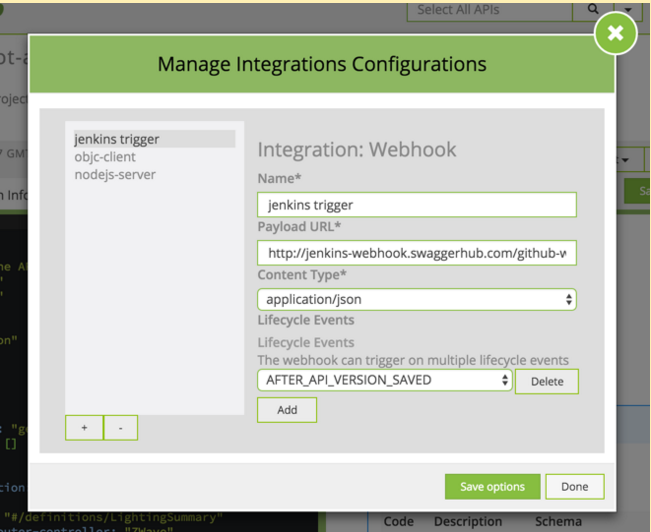 Select All APIs
Manage Integrations Configurations
jenkins trigger
objc-client
nodejs-server
+ -
Integration: Webhook
Name*
jenkins trigger
Payload URL*
http://jenkins-webhook.swaggerhub.com/github-w
Content Type*
application/json
Lifecycle Events
Lifecycle Events
The webhook can trigger on multiple lifecycle events
AFTER_API_VERSION_SAVED
Delete
Add
Save options
Done
"#/definitions/LightingSummary"
Code Description Schema